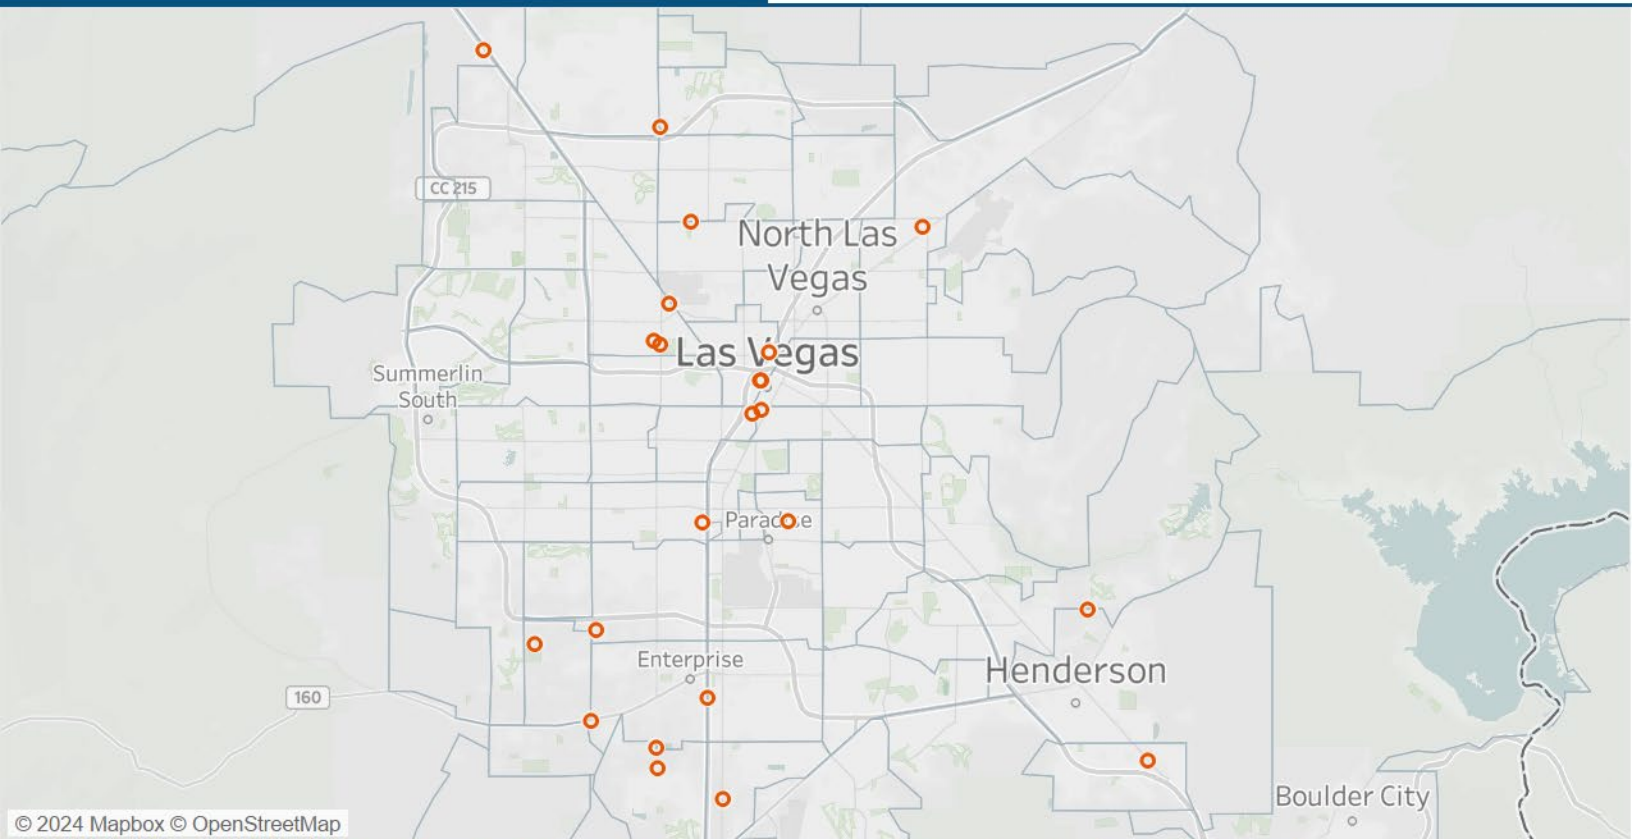 CC 215
North Las
Vegas
Las Vegas
Summerlin
South
Paradise
Enterprise
Henderson
160
Boulder City
© 2024 Mapbox © OpenStreetMap